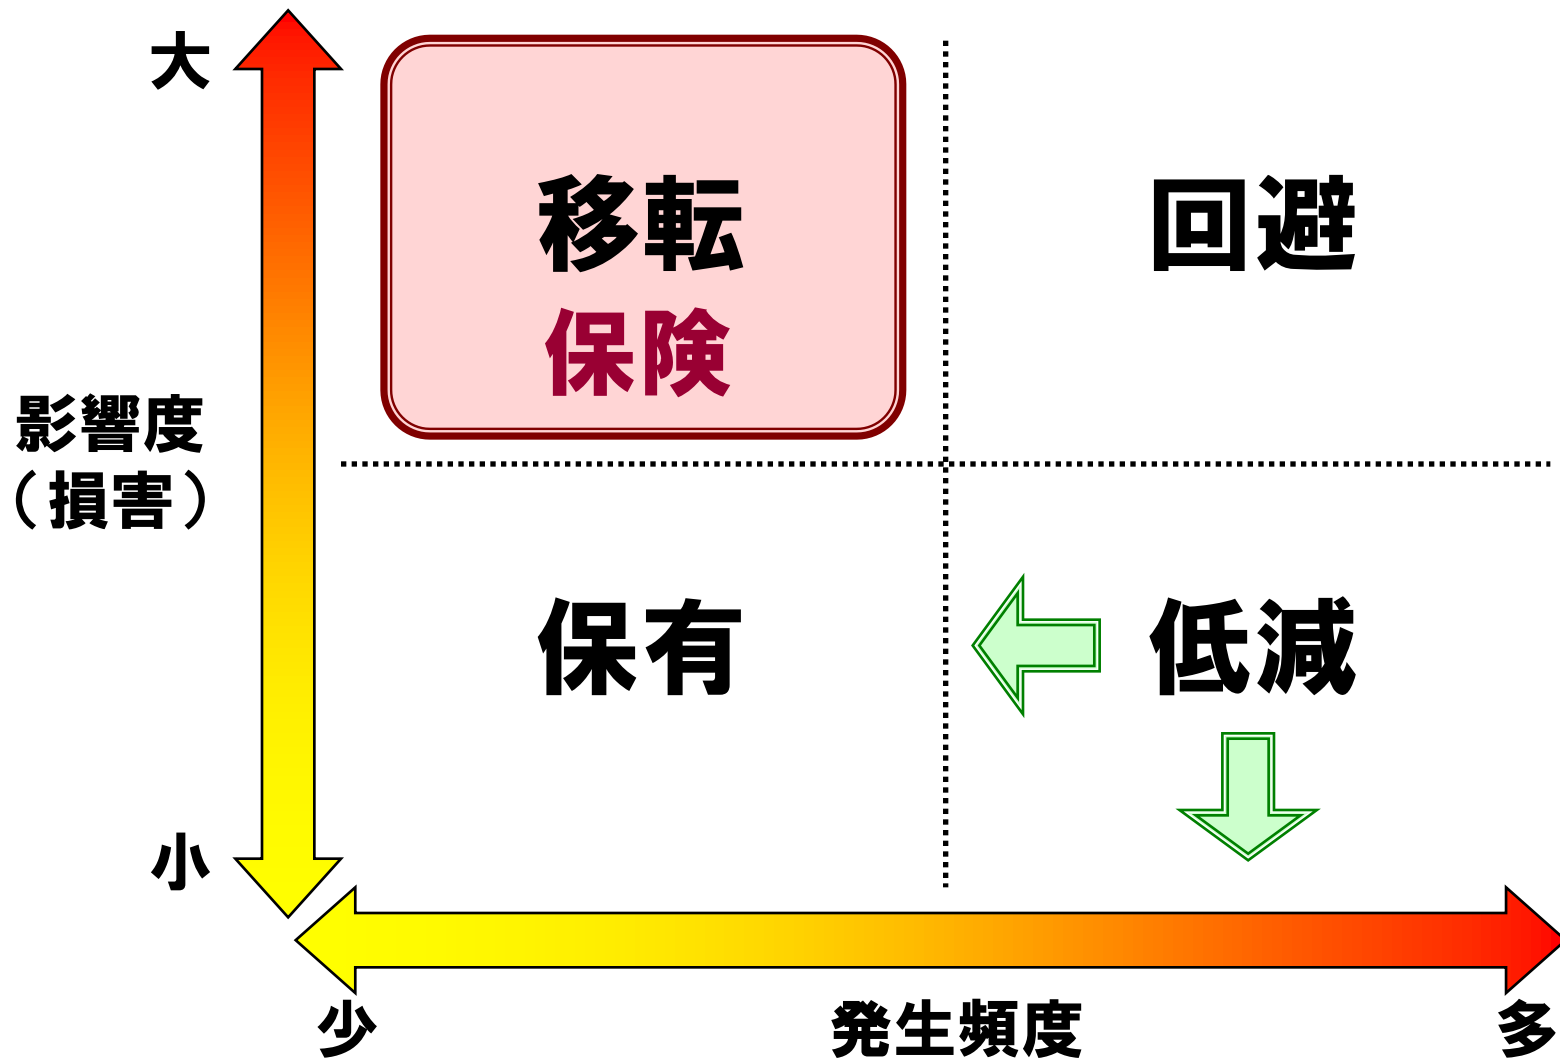 大
移転
回避
保険
影響度
（損害）
保有
低減
小
少
発生頻度
多